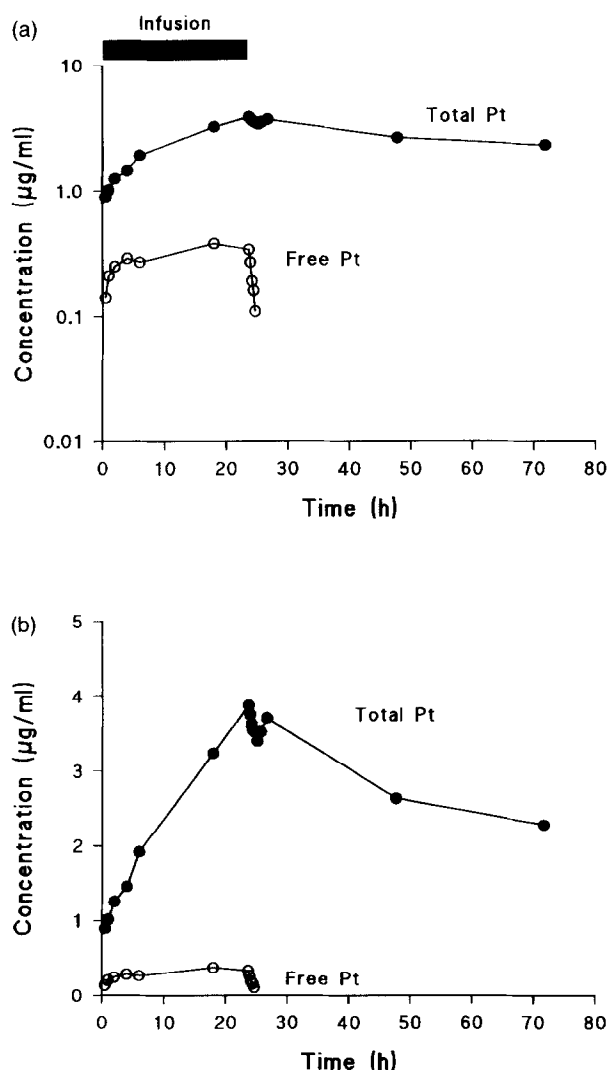 (a)
Infusion
10
1.0
0.1
0.01
Concentration (µg/ml)
Total Pt
Free Pt
0 10 20 30 40 50 60 70 80
Time (h)
(b)
5
4
3
2
1
0
Concentration (µg/ml)
Total Pt
Free Pt
0 10 20 30 40 50 60 70 80
Time (h)